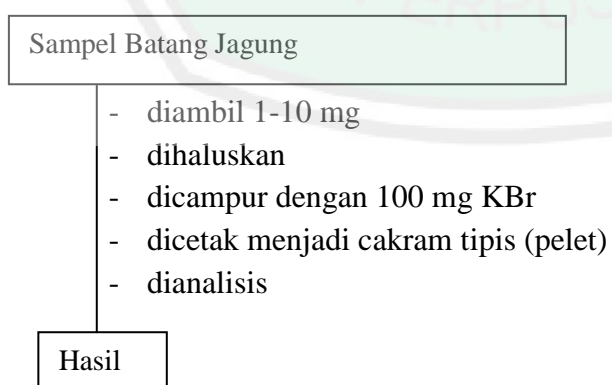 Sampel Batang Jagung
- diambil 1-10 mg
- dihaluskan
- dicampur dengan 100 mg KBr
- dicetak menjadi cakram tipis (pelet)
- dianalisis
Hasil